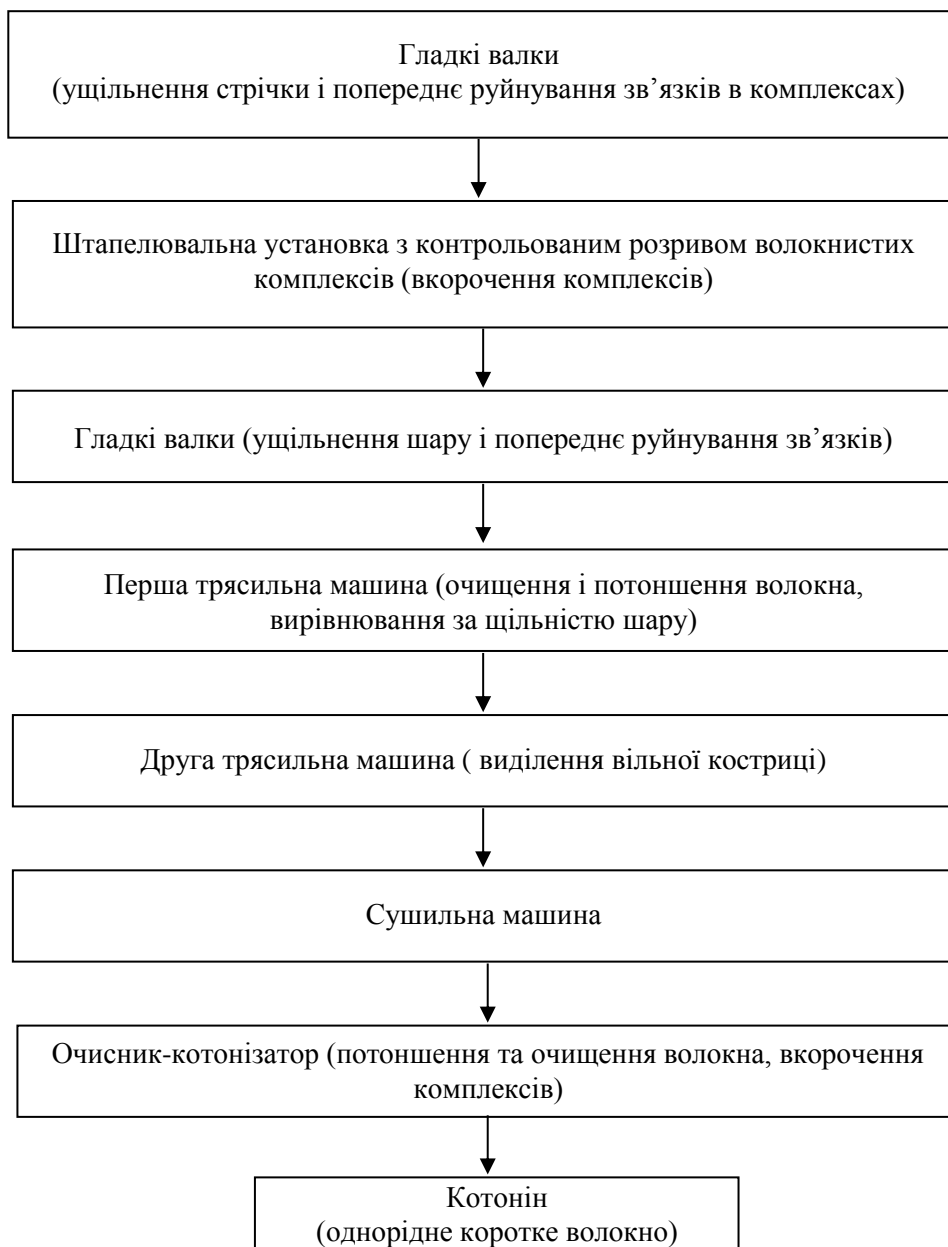 Гладкі валки
(ущільнення стрічки і попереднє руйнування зв’язків в комплексах)
Штапелювальна установка з контрольованим розривом волокнистих
комплексів (вкорочення комплексів)
Гладкі валки (ущільнення шару і попереднє руйнування зв’язків)
Перша трясильна машина (очищення і потоншення волокна,
вирівнювання за щільністю шару)
Друга трясильна машина ( виділення вільної костриці)
Сушильна машина
Очисник-котонізатор (потоншення та очищення волокна, вкорочення
комплексів)
Котонін
(однорідне коротке волокно)